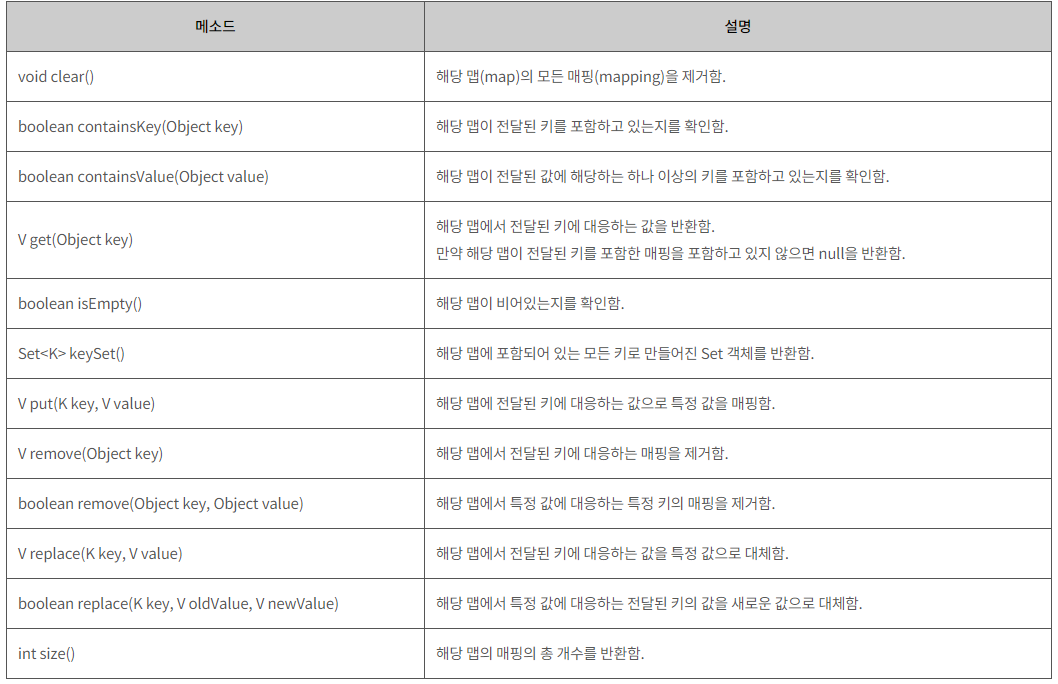 메소드 설명
void clear() 해당 맵(map)의 모든 매핑(mapping)을 제거함.
boolean containsKey(Object key) 해당 맵이 전달된 키를 포함하고 있는지를 확인함.
boolean containsValue(Object value) 해당 맵이 전달된 값에 해당하는 하나 이상의 키를 포함하고 있는지를 확인함.
V get(Object key) 해당 맵에서 전달된 키에 대응하는 값을 반환함.
만약 해당 맵이 전달된 키를 포함한 매핑을 포함하고 있지 않으면 null을 반환함.
boolean isEmpty() 해당 맵이 비어있는지를 확인함.
Set<K> keySet() 해당 맵에 포함되어 있는 모든 키로 만들어진 Set 객체를 반환함.
V put(K key, V value) 해당 맵에 전달된 키에 대응하는 값으로 특정 값을 매핑함.
V remove(Object key) 해당 맵에서 전달된 키에 대응하는 매핑을 제거함.
boolean remove(Object key, Object value) 해당 맵에서 특정 값에 대응하는 특정 키의 매핑을 제거함.
V replace(K key, V value) 해당 맵에서 전달된 키에 대응하는 값을 특정 값으로 대체함.
boolean replace(K key, V oldValue, V newValue) 해당 맵에서 특정 값에 대응하는 전달된 키의 값을 새로운 값으로 대체함.
int size() 해당 맵의 매핑의 총 개수를 반환함.